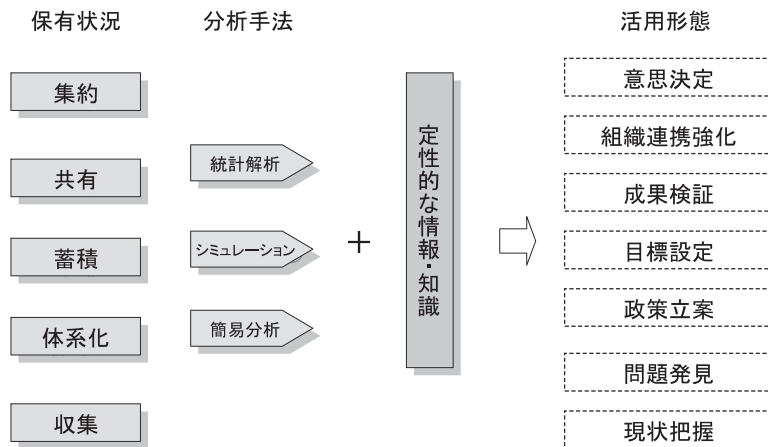 保有状況
分析手法
活用形態
集約
共有
蓄積
体系化
収集
統計解析
シミュレーション
簡易分析
+
定性的な情報・知識
意思決定
組織連携強化
成果検証
目標設定
政策立案
問題発見
現状把握